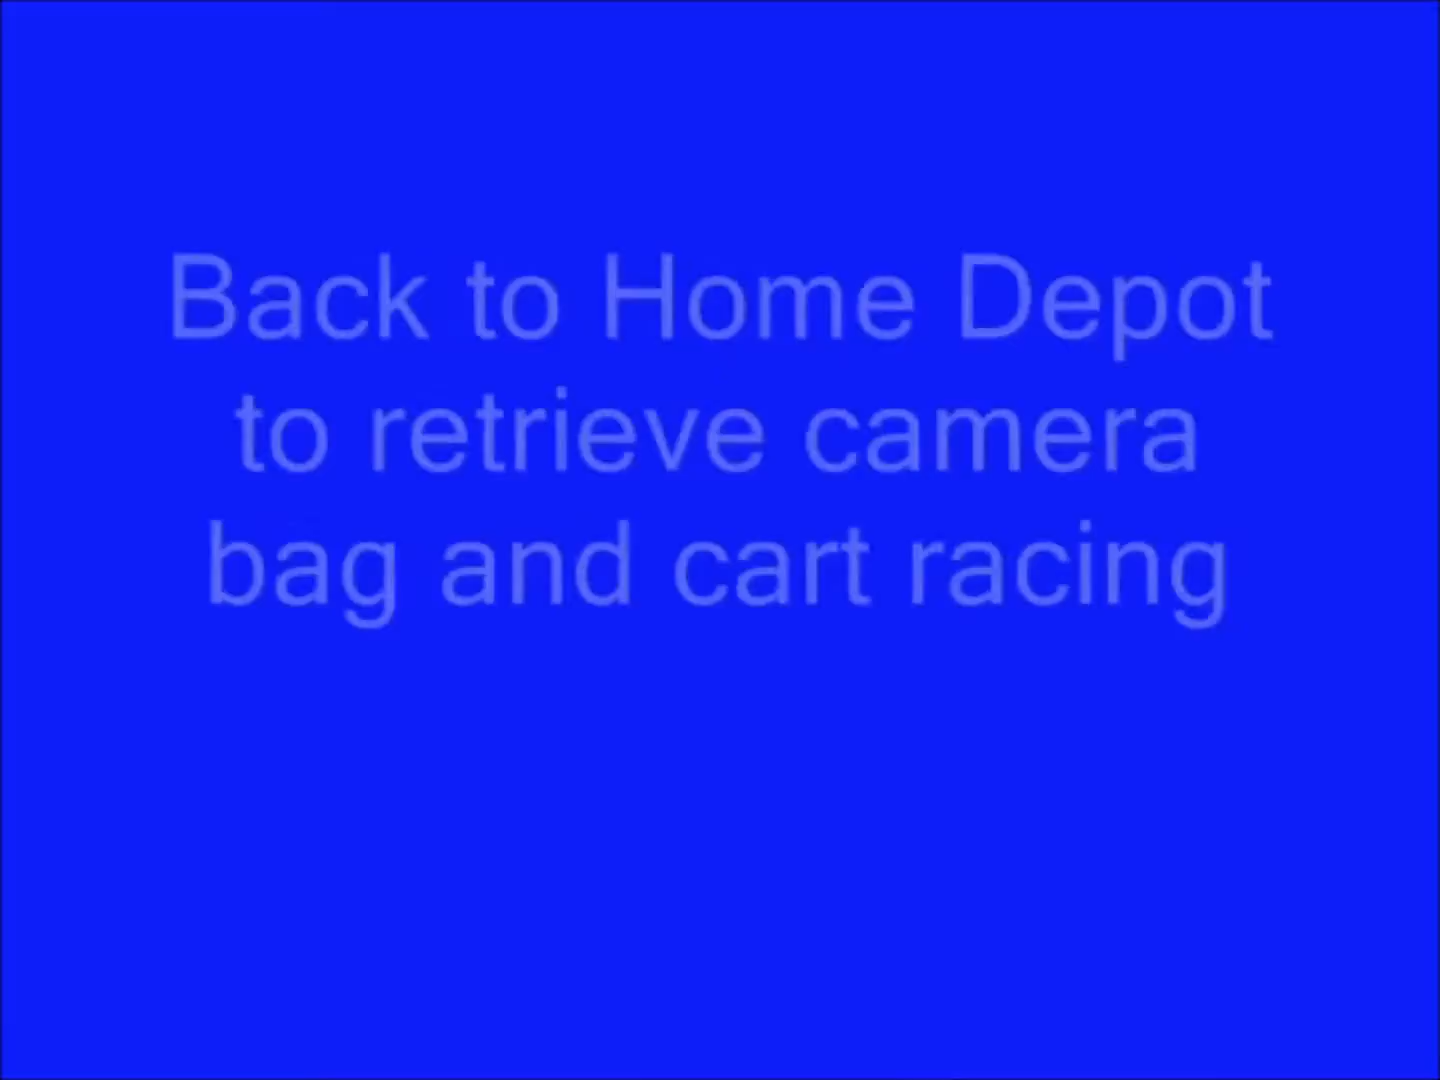 Back to Home Depot
to retrieve camera
bag and cart racing